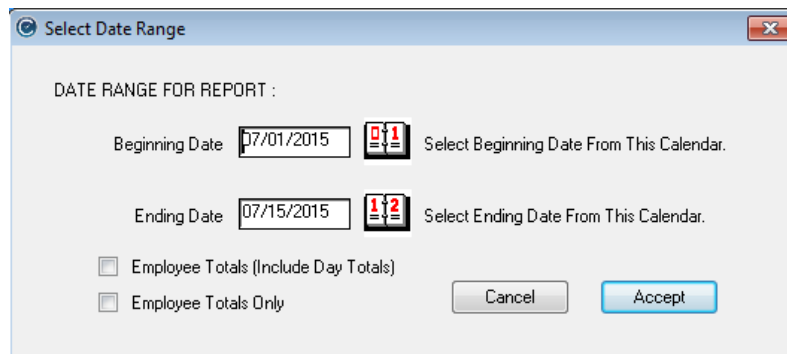 Select Date Range
DATE RANGE FOR REPORT :
Beginning Date 07/01/2015 01 Select Beginning Date From This Calendar.
Ending Date 07/15/2015 12 Select Ending Date From This Calendar.
Employee Totals (Include Day Totals)
Employee Totals Only
Cancel Accept